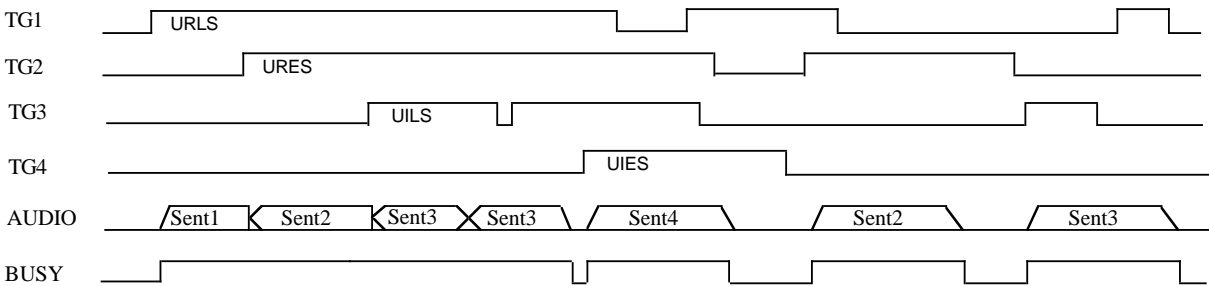 TG1 URLS
TG2 URES
TG3 UILS
TG4 UIES
AUDIO Sent1 Sent2 Sent3 Sent3 Sent4 Sent2 Sent3
BUSY